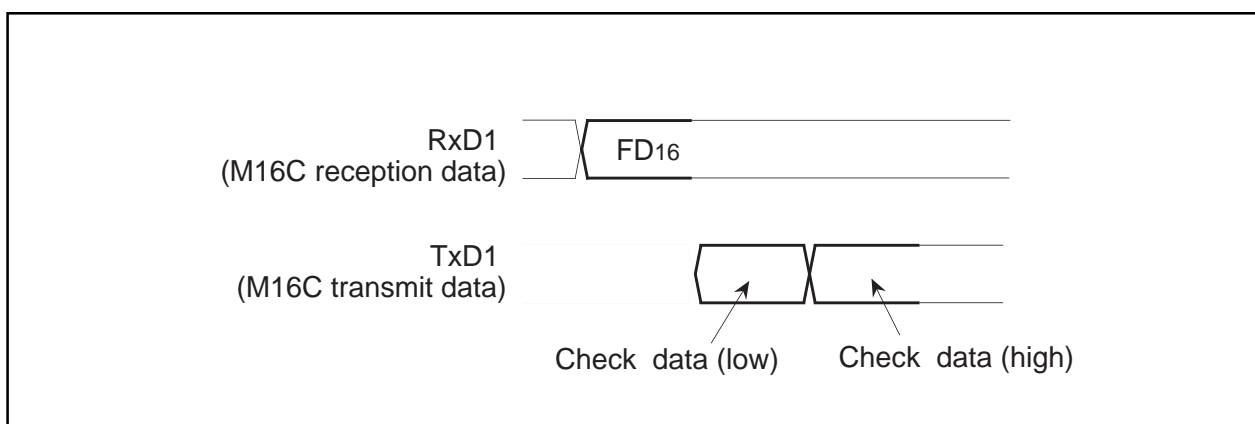 RxD1
(M16C reception data)
FD16
TxD1
(M16C transmit data)
Check data (low)
Check data (high)